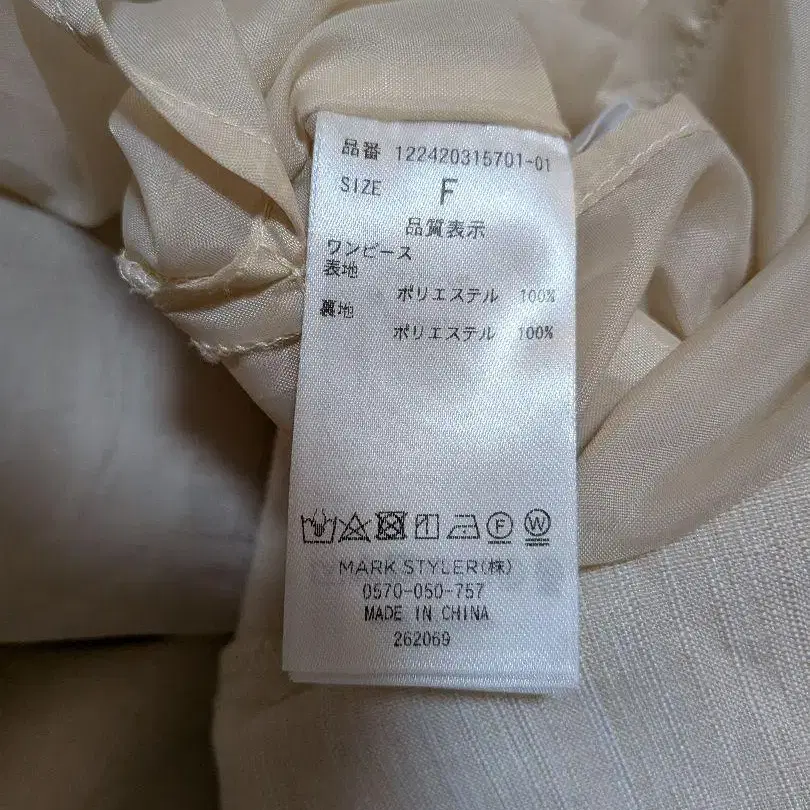 品番 122420315701-01
SIZE F
品質表示
ワンピース
表地
ポリエステル 100%
裏地
ポリエステル 100%
F W
MARK STYLER(株)
0570-050-757
MADE IN CHINA
262069